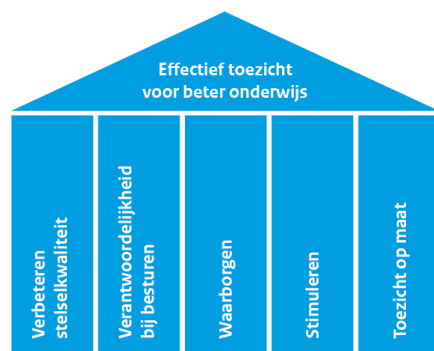 Effectief toezicht
voor beter onderwijs
Verbeteren
stelselkwaliteit
Verantwoordelijkheid
bij besturen
Waarborgen
Stimuleren
Toezicht op maat